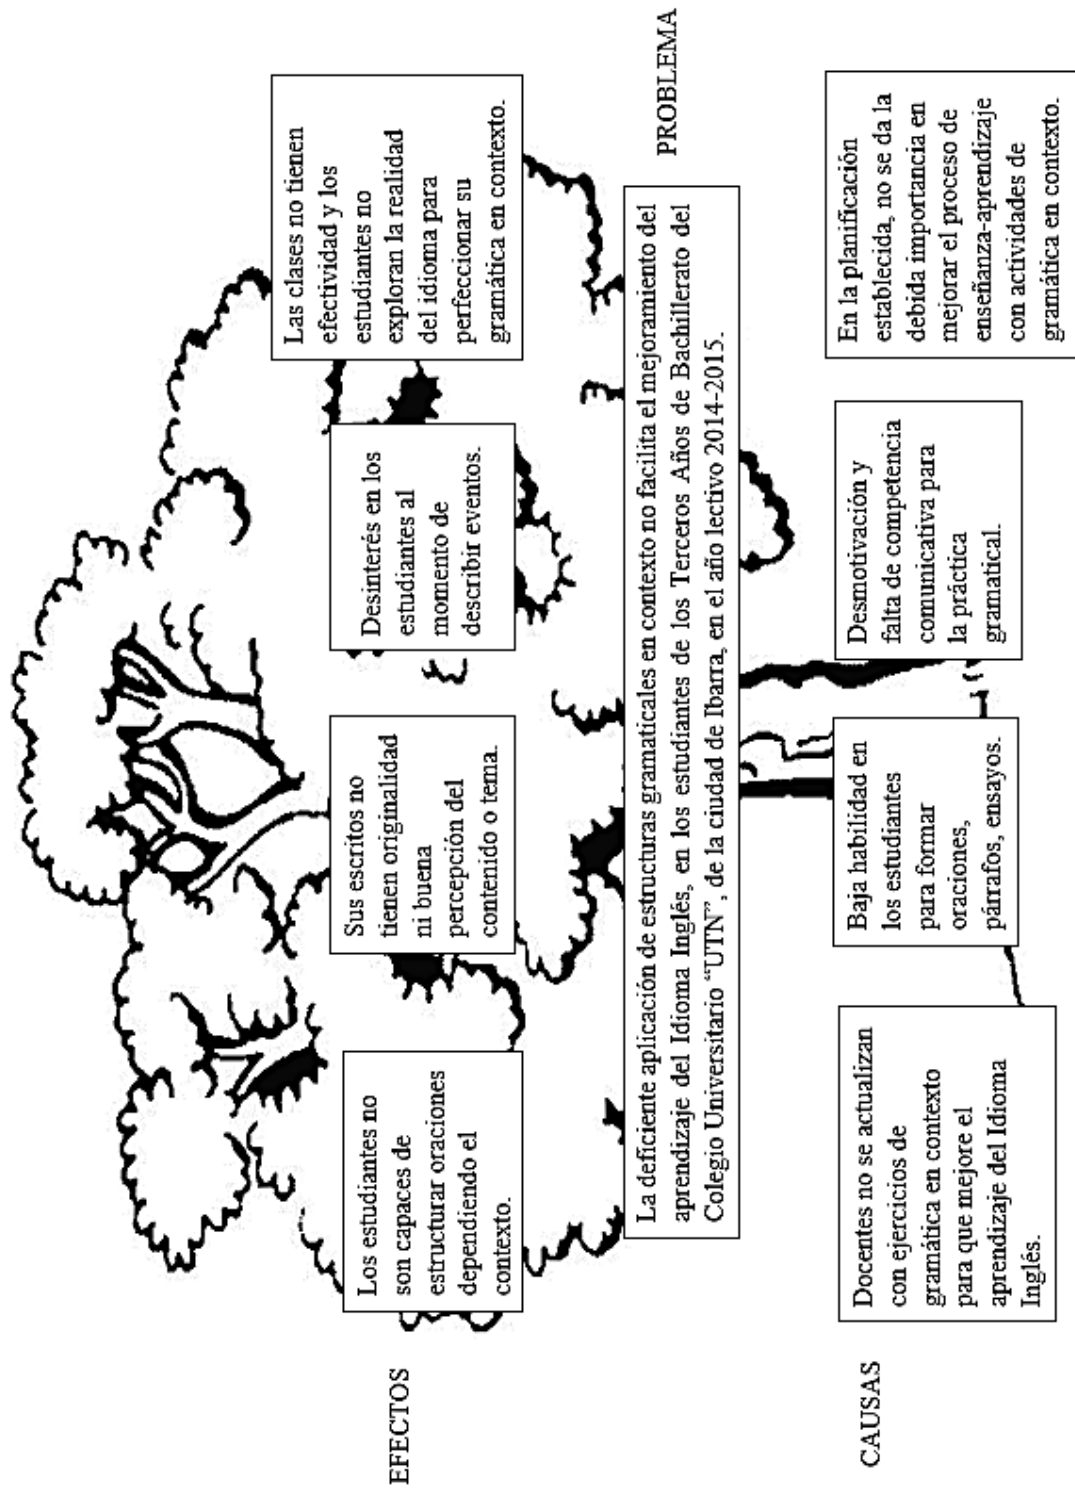 EFECTOS
Los estudiantes no
son capaces de
estructurar oraciones
dependiendo el
contexto.
Sus escritos no
tienen originalidad
ni buena
percepción del
contenido o tema.
Desinterés en los
estudiantes al
momento de
describir eventos.
Las clases no tienen
efectividad y los
estudiantes no
exploran la realidad
del idioma para
perfeccionar su
gramática en contexto.
PROBLEMA
La deficiente aplicación de estructuras gramaticales en contexto no facilita el mejoramiento del
aprendizaje del Idioma Inglés, en los estudiantes de los Terceros Años de Bachillerato del
Colegio Universitario “UTN”, de la ciudad de Ibarra, en el año lectivo 2014-2015.
CAUSAS
Docentes no se actualizan
con ejercicios de
gramática en contexto
para que mejore el
aprendizaje del Idioma
Inglés.
Baja habilidad en
los estudiantes
para formar
oraciones,
párrafos, ensayos.
Desmotivación y
falta de competencia
comunicativa para
la práctica
gramatical.
En la planificación
establecida, no se da la
debida importancia en
mejorar el proceso de
enseñanza-aprendizaje
con actividades de
gramática en contexto.